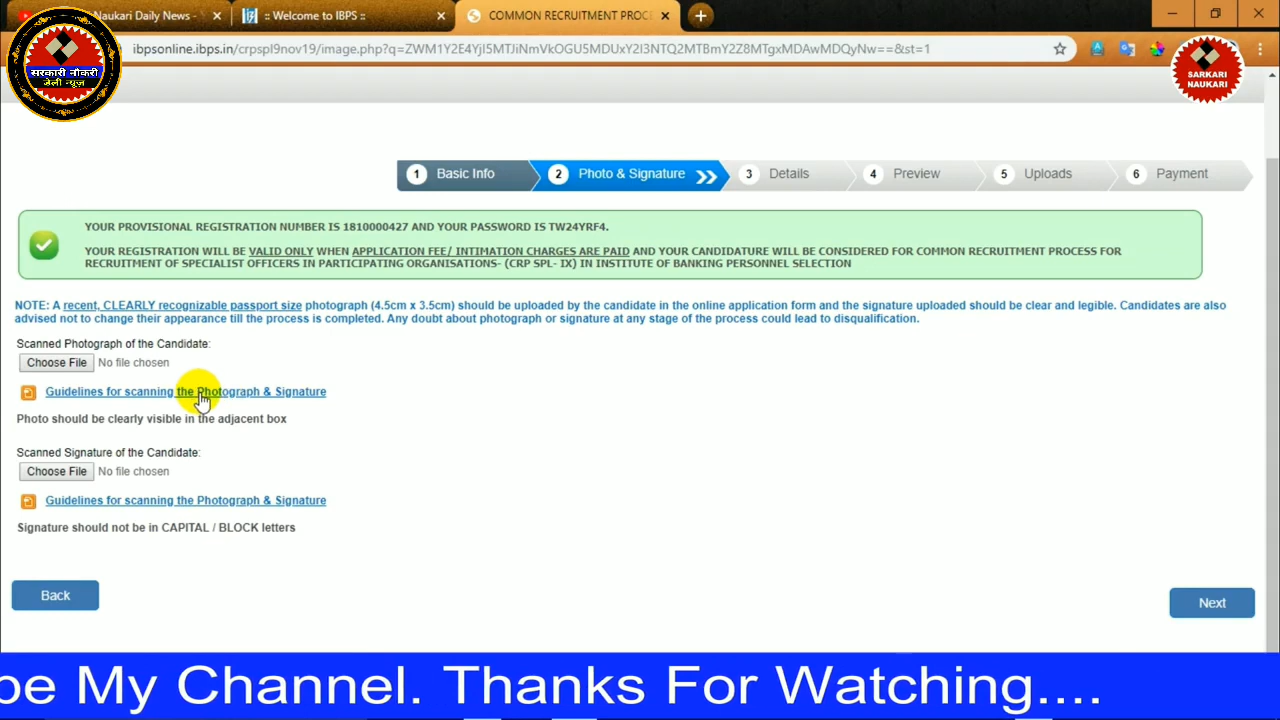 Naukari Daily News -
:: Welcome to IBPS ::
COMMON RECRUITMENT PROC
ibpsonline.ibps.in/crpspl9nov19/image.php?q=ZWM1Y2E4YjI5MTJiNmVkOGU5MDUxY2I3NTQ2MTBmY2Z8MTgxMDAwMDQyNw==&st=1
सरकारी नौकरी
डेली न्यूज़
SARKARI
NAUKARI
1 Basic Info 2 Photo & Signature 3 Details 4 Preview 5 Uploads 6 Payment
YOUR PROVISIONAL REGISTRATION NUMBER IS 1810000427 AND YOUR PASSWORD IS TW24YRF4.
YOUR REGISTRATION WILL BE VALID ONLY WHEN APPLICATION FEE/ INTIMATION CHARGES ARE PAID AND YOUR CANDIDATURE WILL BE CONSIDERED FOR COMMON RECRUITMENT PROCESS FOR
RECRUITMENT OF SPECIALIST OFFICERS IN PARTICIPATING ORGANISATIONS- (CRP SPL- IX) IN INSTITUTE OF BANKING PERSONNEL SELECTION
NOTE: A recent, CLEARLY recognizable passport size photograph (4.5cm x 3.5cm) should be uploaded by the candidate in the online application form and the signature uploaded should be clear and legible. Candidates are also
advised not to change their appearance till the process is completed. Any doubt about photograph or signature at any stage of the process could lead to disqualification.
Scanned Photograph of the Candidate:
Choose File No file chosen
Guidelines for scanning the Photograph & Signature
Photo should be clearly visible in the adjacent box
Scanned Signature of the Candidate:
Choose File No file chosen
Guidelines for scanning the Photograph & Signature
Signature should not be in CAPITAL / BLOCK letters
Back
Next
be My Channel. Thanks For Watching....